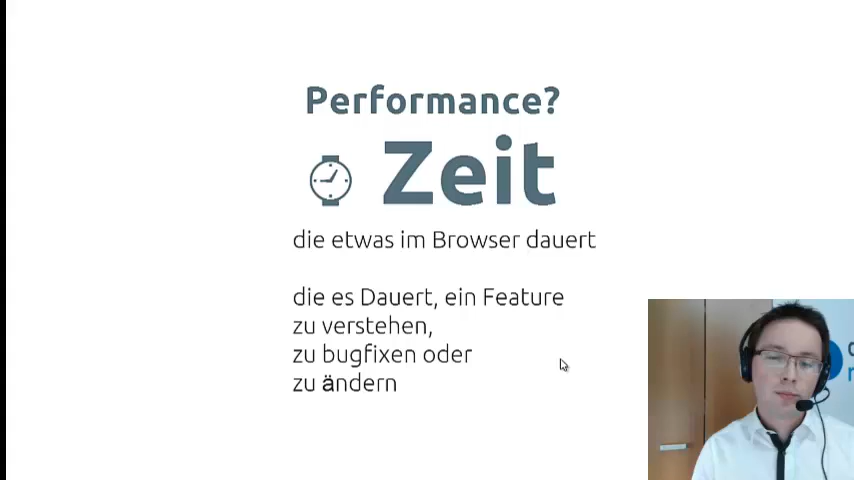 Performance?
Zeit
die etwas im Browser dauert
die es Dauert, ein Feature
zu verstehen,
zu bugfixen oder
zu ändern